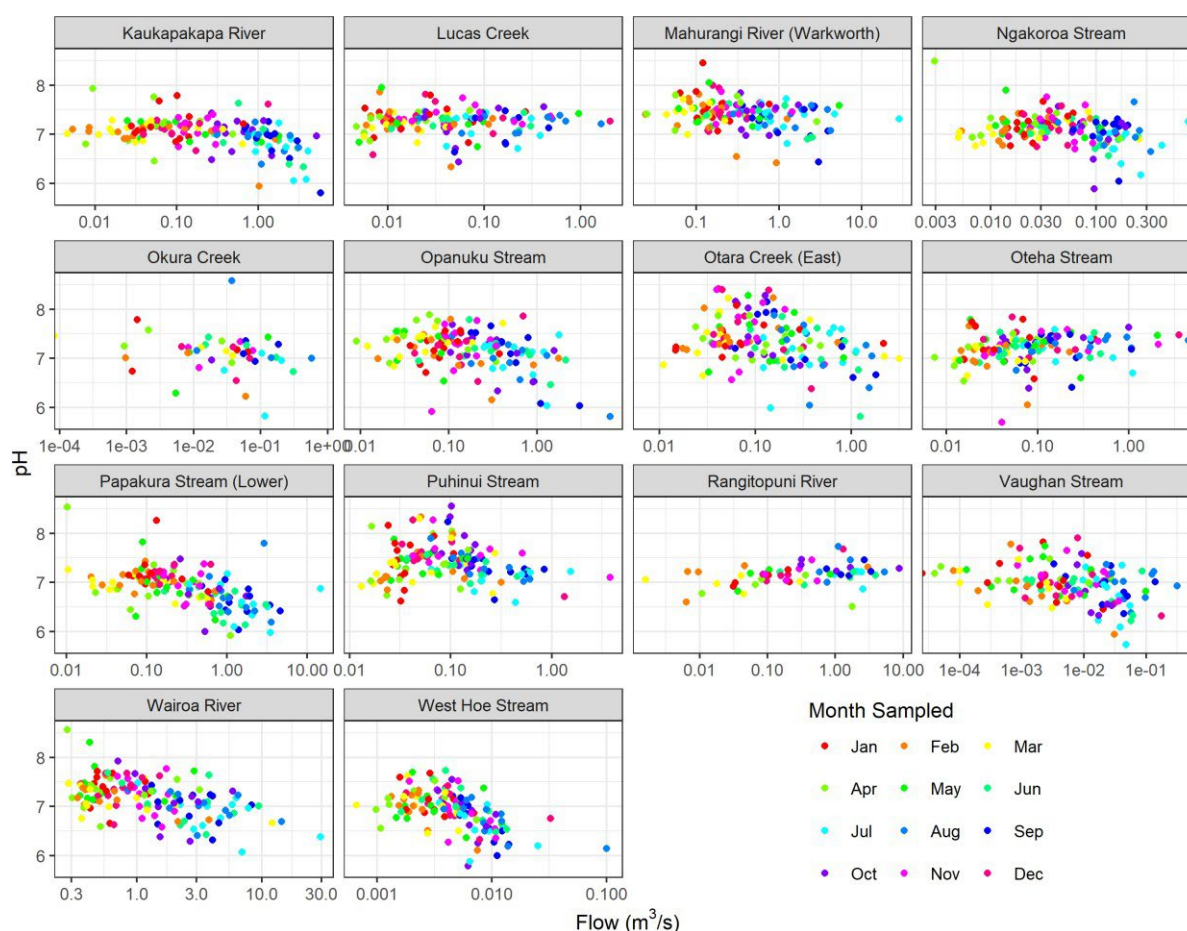 Kaukapakapa River Lucas Creek Mahurangi River (Warkworth) Ngakoroa Stream
8
7
6
0.01 0.10 1.00 0.01 0.10 1.00 0.1 1.0 10.0 0.003 0.010 0.030 0.100 0.300
Okura Creek Opanuku Stream Otara Creek (East) Oteha Stream
8
7
6
1e-04 1e-03 1e-02 1e-01 1e+00 0.01 0.10 1.00 0.01 0.10 1.00 0.01 0.10 1.00
pH
Papakura Stream (Lower) Puhinui Stream Rangitopuni River Vaughan Stream
8
7
6
0.01 0.10 1.00 10.00 0.01 0.10 1.00 0.001 0.01 0.10 1.00 10.00 1e-04 1e-03 1e-02 1e-01
Wairoa River West Hoe Stream
8
7
6
0.3 1.0 3.0 10.0 30.0 0.001 0.010 0.100
Flow (m³/s)
Month Sampled
Jan Feb Mar
Apr May Jun
Jul Aug Sep
Oct Nov Dec